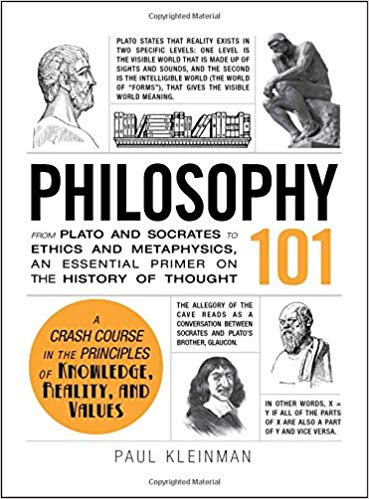 PLATO STATES THAT REALITY EXISTS IN
TWO SPECIFIC LEVELS: ONE LEVEL IS
THE VISIBLE WORLD THAT IS MADE UP OF
SIGHTS AND SOUNDS, AND THE SECOND
IS THE INTELLIGIBLE WORLD (THE WORLD
OF "FORMS"), THAT GIVES THE VISIBLE
WORLD MEANING.
PHILOSOPHY
101
FROM PLATO AND SOCRATES TO
ETHICS AND METAPHYSICS,
AN ESSENTIAL PRIMER ON
THE HISTORY OF THOUGHT
A
CRASH COURSE
IN THE PRINCIPLES
OF KNOWLEDGE,
REALITY, AND
VALUES
THE ALLEGORY OF THE
CAVE READS AS A
CONVERSATION BETWEEN
SOCRATES AND PLATO'S
BROTHER, GLAUCON.
IN OTHER WORDS, X =
Y IF ALL OF THE PARTS
OF X ARE ALSO A PART
OF Y AND VICE VERSA.
PAUL KLEINMAN